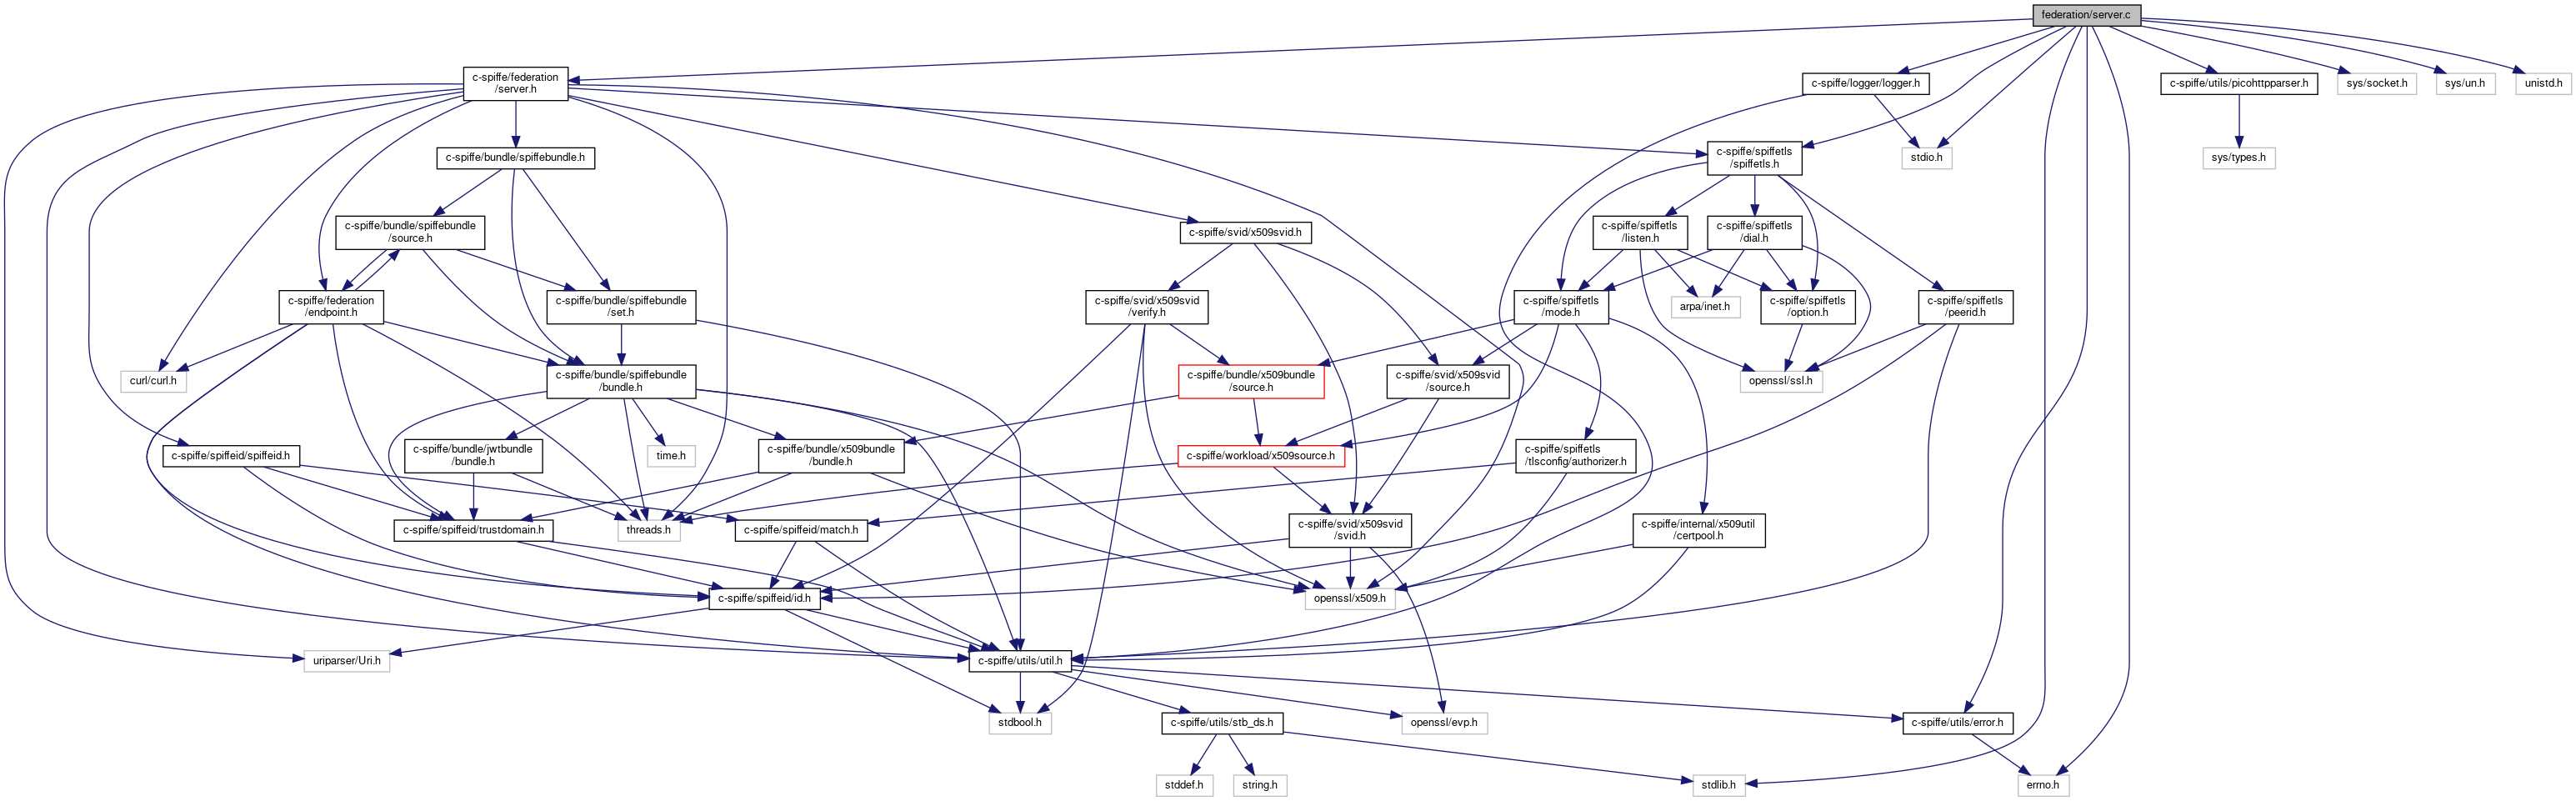 federation/server.c
c-spiffe/federation
/server.h
c-spiffe/logger/logger.h
c-spiffe/utils/picohttpparser.h
sys/socket.h
sys/un.h
unistd.h
c-spiffe/bundle/spiffebundle.h
c-spiffe/spiffetls
/spiffetls.h
stdio.h
sys/types.h
c-spiffe/bundle/spiffebundle
/source.h
c-spiffe/svid/x509svid.h
c-spiffe/spiffetls
/listen.h
c-spiffe/spiffetls
/dial.h
c-spiffe/federation
/endpoint.h
c-spiffe/bundle/spiffebundle
/set.h
c-spiffe/svid/x509svid
/verify.h
c-spiffe/spiffetls
/mode.h
arpa/inet.h
c-spiffe/spiffetls
/option.h
c-spiffe/spiffetls
/peerid.h
curl/curl.h
c-spiffe/bundle/spiffebundle
/bundle.h
c-spiffe/bundle/x509bundle
/source.h
c-spiffe/svid/x509svid
/source.h
openssl/ssl.h
c-spiffe/spiffeid/spiffeid.h
c-spiffe/bundle/jwtbundle
/bundle.h
time.h
c-spiffe/bundle/x509bundle
/bundle.h
c-spiffe/workload/x509source.h
c-spiffe/spiffetls
/tlsconfig/authorizer.h
c-spiffe/spiffeid/trustdomain.h
threads.h
c-spiffe/spiffeid/match.h
c-spiffe/svid/x509svid
/svid.h
c-spiffe/internal/x509util
/certpool.h
c-spiffe/spiffeid/id.h
openssl/x509.h
uriparser/Uri.h
c-spiffe/utils/util.h
stdbool.h
c-spiffe/utils/stb_ds.h
openssl/evp.h
c-spiffe/utils/error.h
stddef.h
string.h
stdlib.h
errno.h